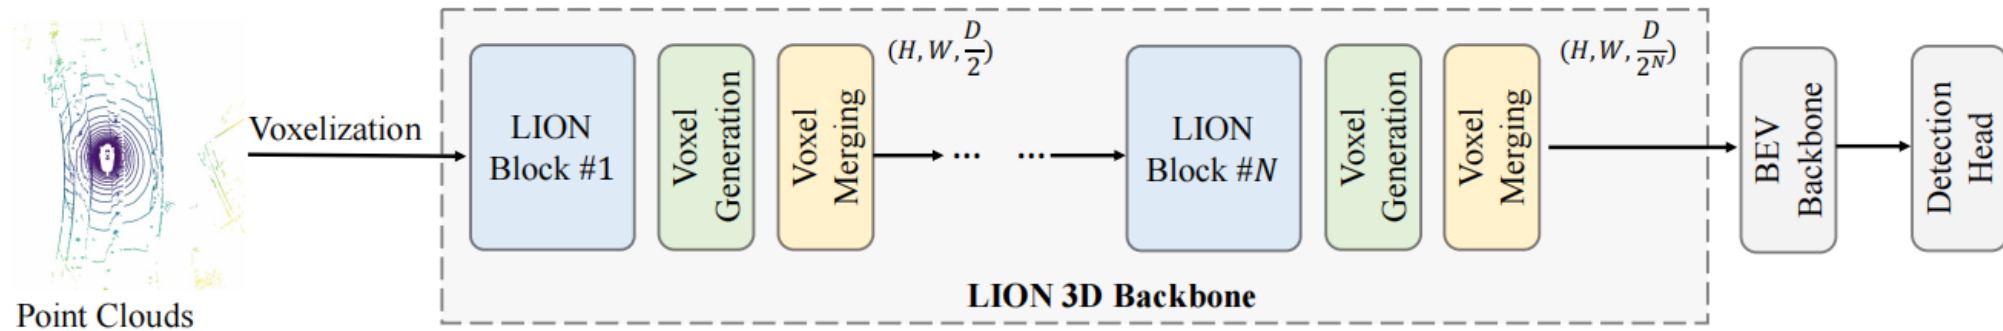 Point Clouds
Voxelization
LION
Block #1
Voxel
Generation
Voxel
Merging
(H, W, D/2)
... ...
LION
Block #N
Voxel
Generation
Voxel
Merging
(H, W, D/2^N)
LION 3D Backbone
BEV
Backbone
Detection
Head